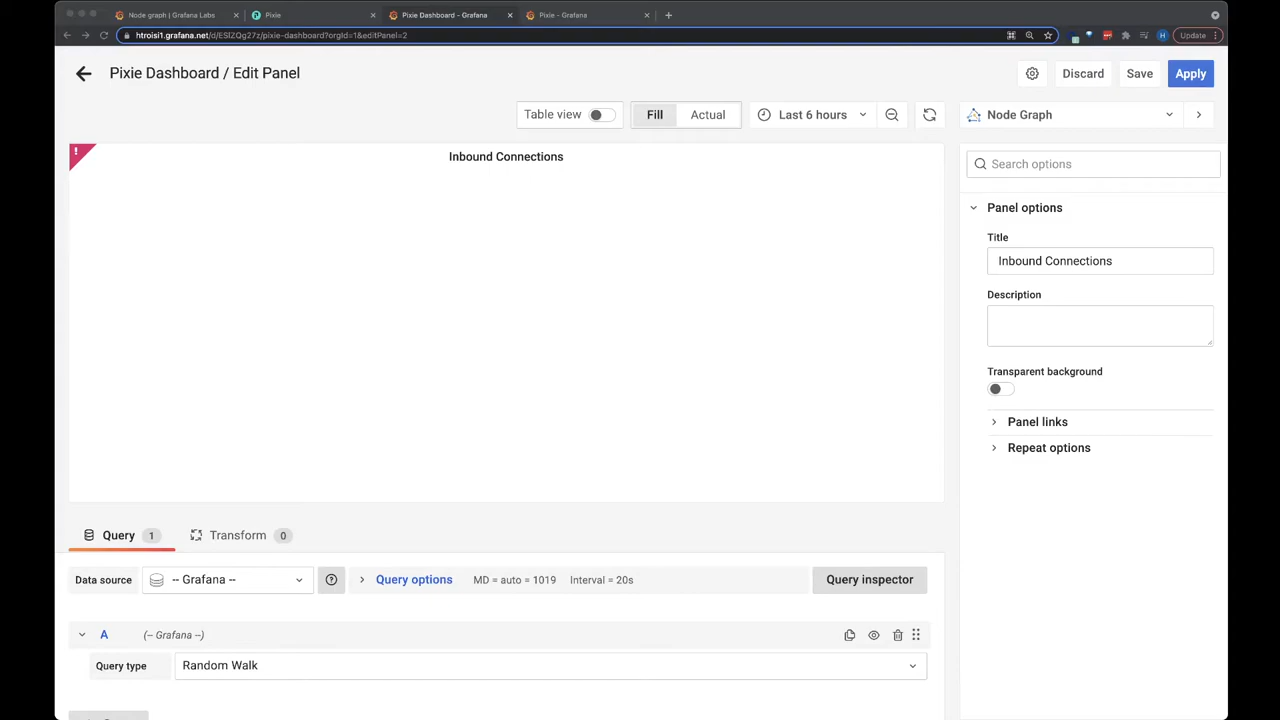 Node graph | Grafana Labs
Pixie
Pixie Dashboard - Grafana
Pixie - Grafana
htroisi1.grafana.net/d/ESIZQg27z/pixie-dashboard?orgId=1&editPanel=2
H
Update
Pixie Dashboard / Edit Panel
Discard
Save
Apply
Table view
Fill
Actual
Last 6 hours
Node Graph
!
Inbound Connections
Search options
Panel options
Title
Inbound Connections
Description
Transparent background
Panel links
Repeat options
Query 1
Transform 0
Data source
-- Grafana --
Query options
MD = auto = 1019
Interval = 20s
Query inspector
A
(-- Grafana --)
Query type
Random Walk